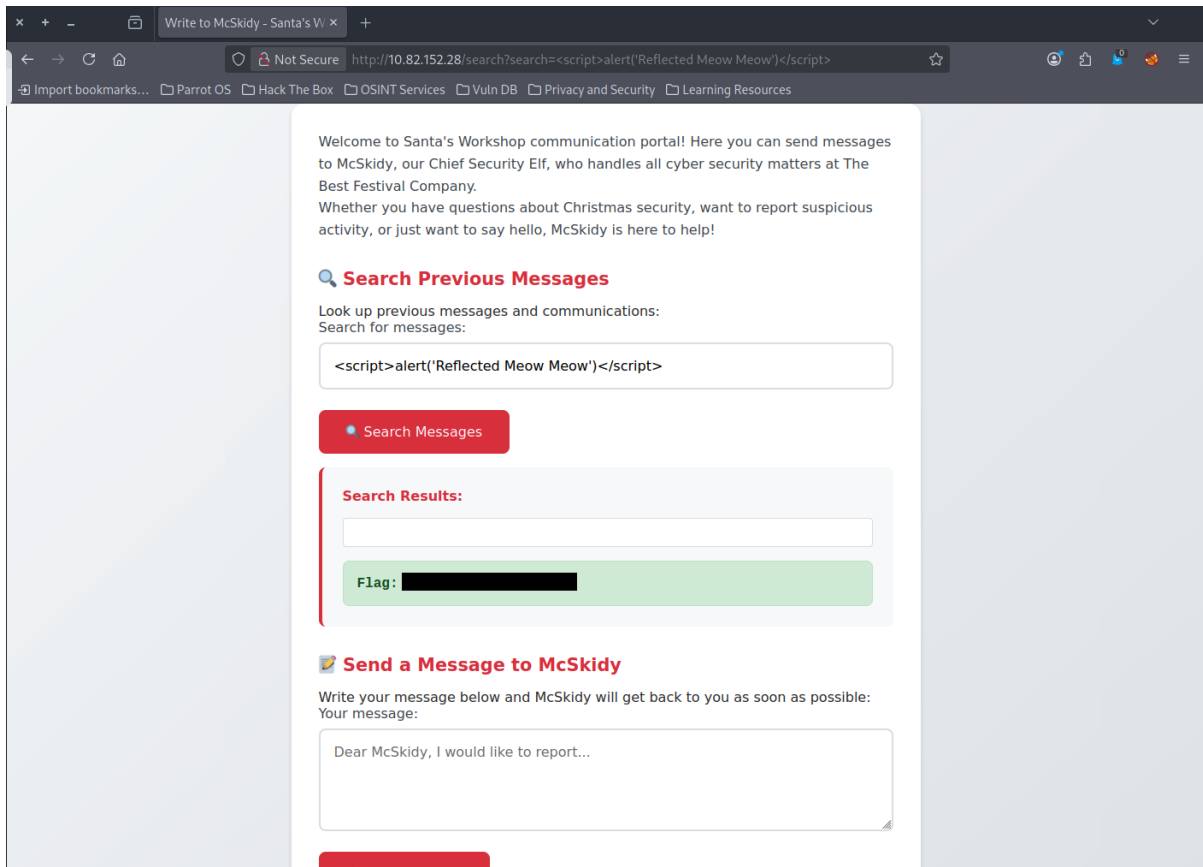 Write to McSkidy - Santa's W
Not Secure http://10.82.152.28/search?search=<script>alert('Reflected Meow Meow')</script>
0
Import bookmarks... Parrot OS Hack The Box OSINT Services Vuln DB Privacy and Security Learning Resources
Welcome to Santa's Workshop communication portal! Here you can send messages
to McSkidy, our Chief Security Elf, who handles all cyber security matters at The
Best Festival Company.
Whether you have questions about Christmas security, want to report suspicious
activity, or just want to say hello, McSkidy is here to help!
Search Previous Messages
Look up previous messages and communications:
Search for messages:
<script>alert('Reflected Meow Meow')</script>
Search Messages
Search Results:
Flag:
Send a Message to McSkidy
Write your message below and McSkidy will get back to you as soon as possible:
Your message:
Dear McSkidy, I would like to report...